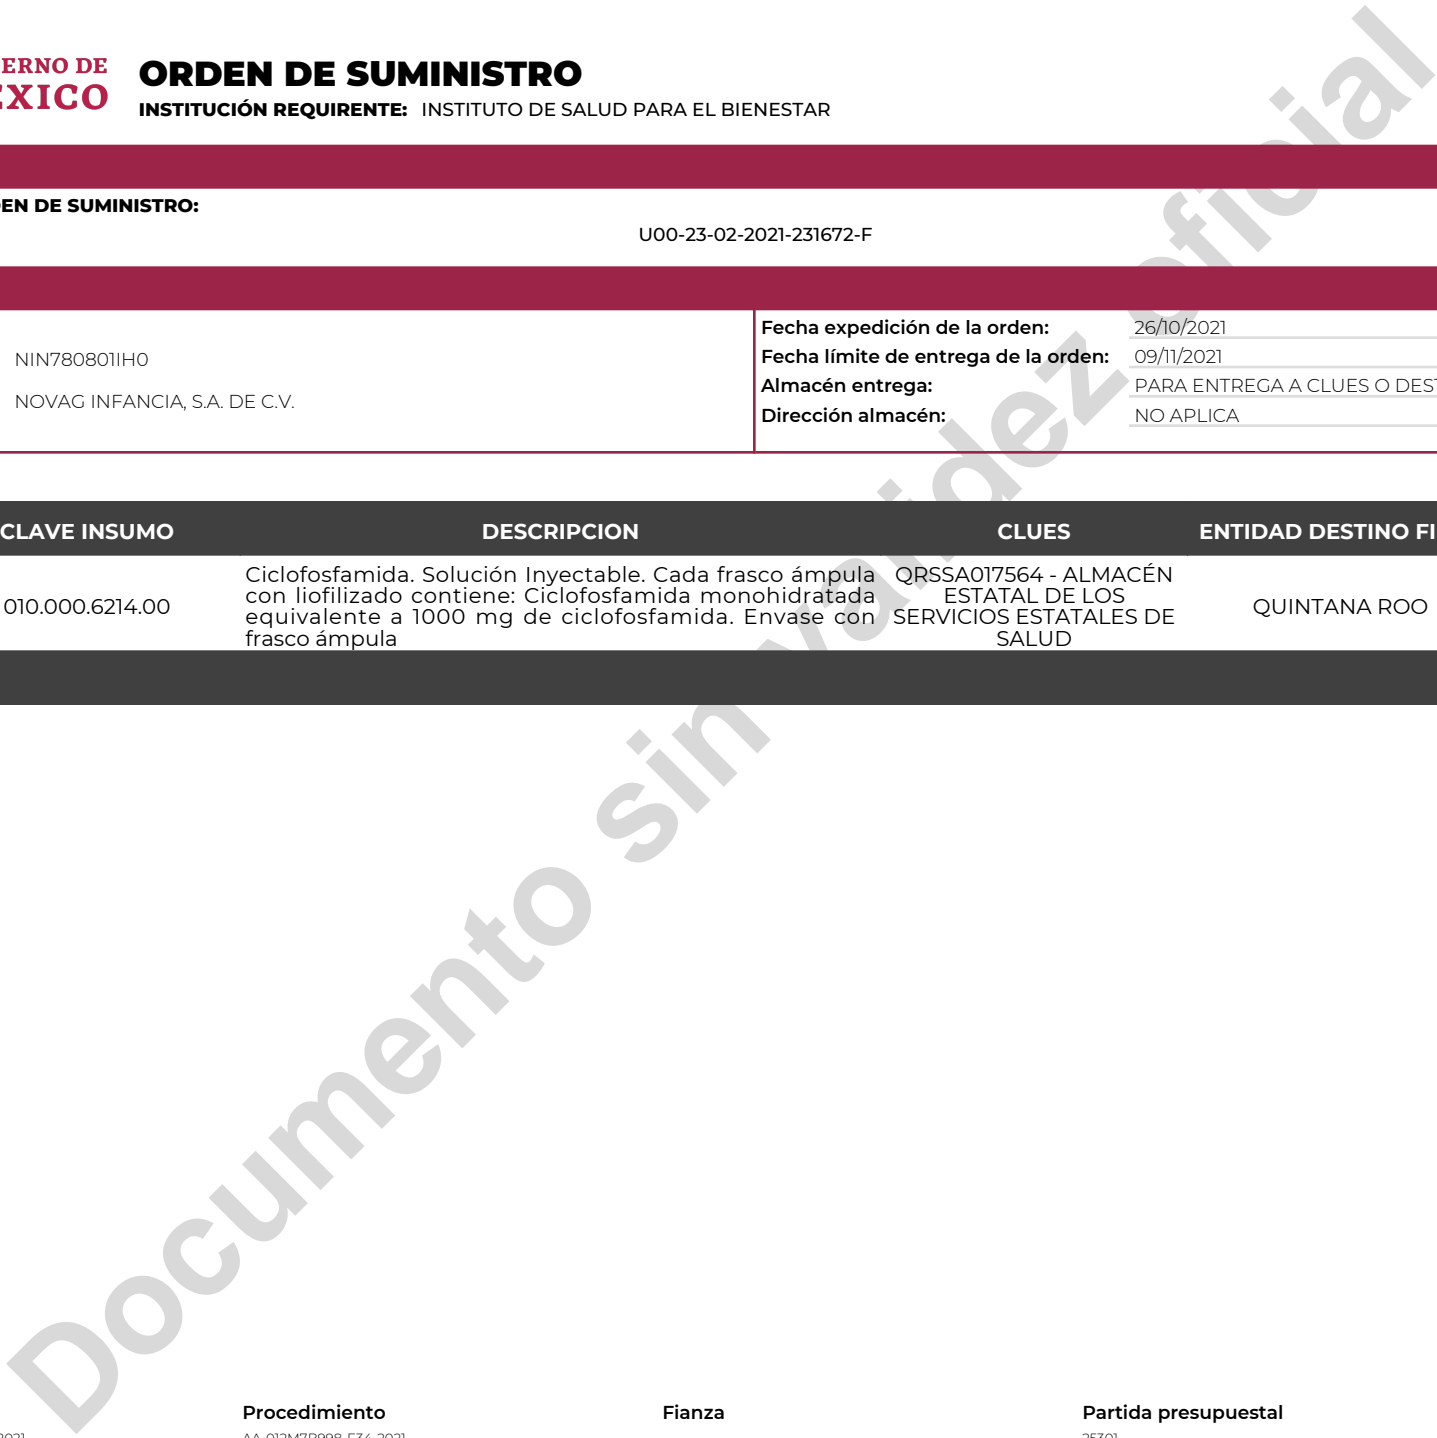 ERNO DE
EXICO
ORDEN DE SUMINISTRO
INSTITUCIÓN REQUIRENTE: INSTITUTO DE SALUD PARA EL BIENESTAR
EN DE SUMINISTRO:
U00-23-02-2021-231672-F
NIN780801IH0
NOVAG INFANCIA, S.A. DE C.V.
Fecha expedición de la orden: 26/10/2021
Fecha límite de entrega de la orden: 09/11/2021
Almacén entrega: PARA ENTREGA A CLUES O DEST
Dirección almacén: NO APLICA
CLAVE INSUMO DESCRIPCION CLUES ENTIDAD DESTINO FI
010.000.6214.00
Ciclofosfamida. Solución Inyectable. Cada frasco ámpula
con liofilizado contiene: Ciclofosfamida monohidratada
equivalente a 1000 mg de ciclofosfamida. Envase con
frasco ámpula
QRSSA017564 - ALMACÉN
ESTATAL DE LOS
SERVICIOS ESTATALES DE
SALUD
QUINTANA ROO
Documento sin validez oficial
Procedimiento Fianza Partida presupuestal